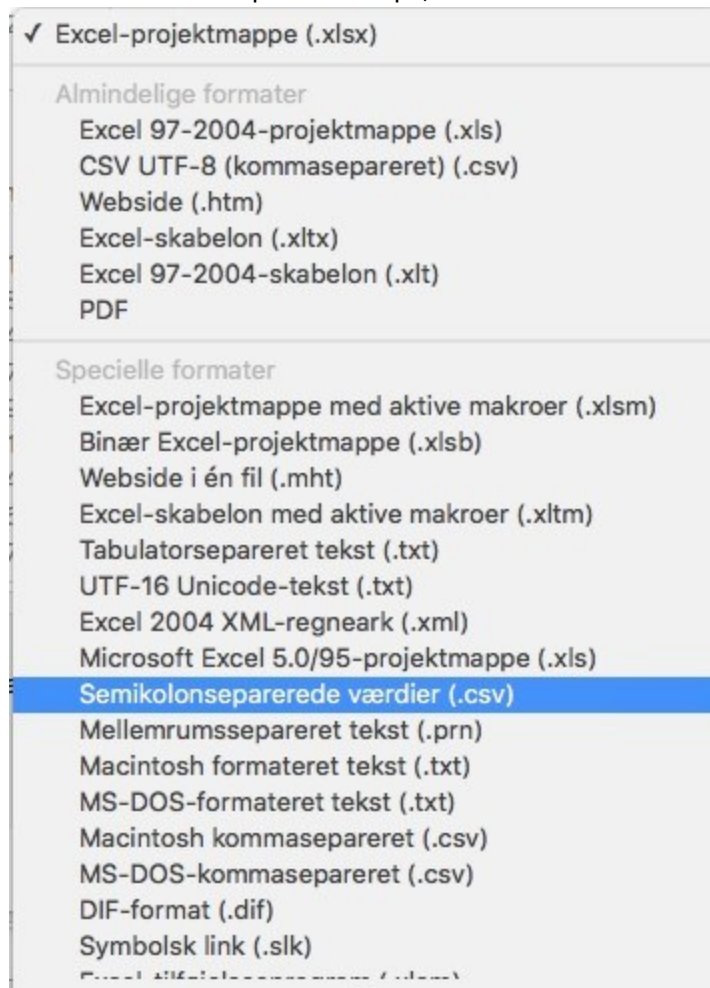 ✓ Excel-projektmappe (.xlsx)
Almindelige formater
Excel 97-2004-projektmappe (.xls)
CSV UTF-8 (kommasepareret) (.csv)
Webside (.htm)
Excel-skabelon (.xltx)
Excel 97-2004-skabelon (.xlt)
PDF
Specielle formater
Excel-projektmappe med aktive makroer (.xlsm)
Binær Excel-projektmappe (.xlsb)
Webside i én fil (.mht)
Excel-skabelon med aktive makroer (.xltm)
Tabulatorsepareret tekst (.txt)
UTF-16 Unicode-tekst (.txt)
Excel 2004 XML-regneark (.xml)
Microsoft Excel 5.0/95-projektmappe (.xls)
Semikolonseparerede værdier (.csv)
Mellemrumssepareret tekst (.prn)
Macintosh formateret tekst (.txt)
MS-DOS-formateret tekst (.txt)
Macintosh kommasepareret (.csv)
MS-DOS-kommasepareret (.csv)
DIF-format (.dif)
Symbolsk link (.slk)